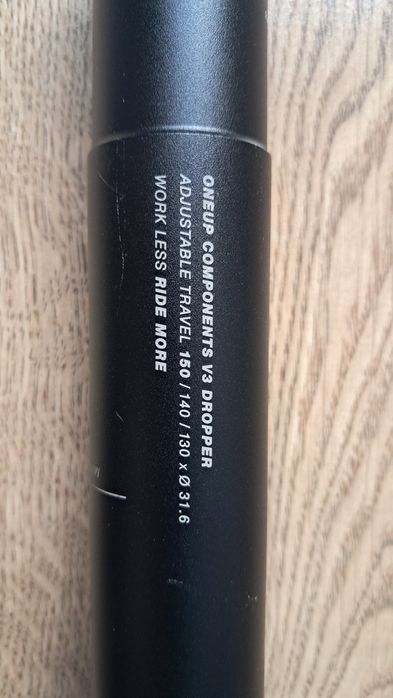 ONEUP COMPONENTS V3 DROPPER
ADJUSTABLE TRAVEL 150 / 140 / 130 x Ø 31.6
WORK LESS RIDE MORE